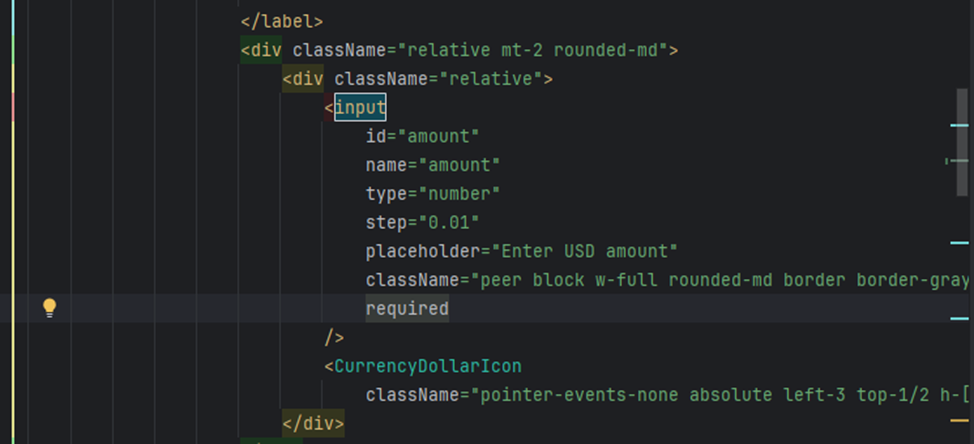 </label>
<div className="relative mt-2 rounded-md">
<div className="relative">
<input
id="amount"
name="amount"
type="number"
step="0.01"
placeholder="Enter USD amount"
className="peer block w-full rounded-md border border-gray
required
/>
<CurrencyDollarIcon
className="pointer-events-none absolute left-3 top-1/2 h-[
</div>